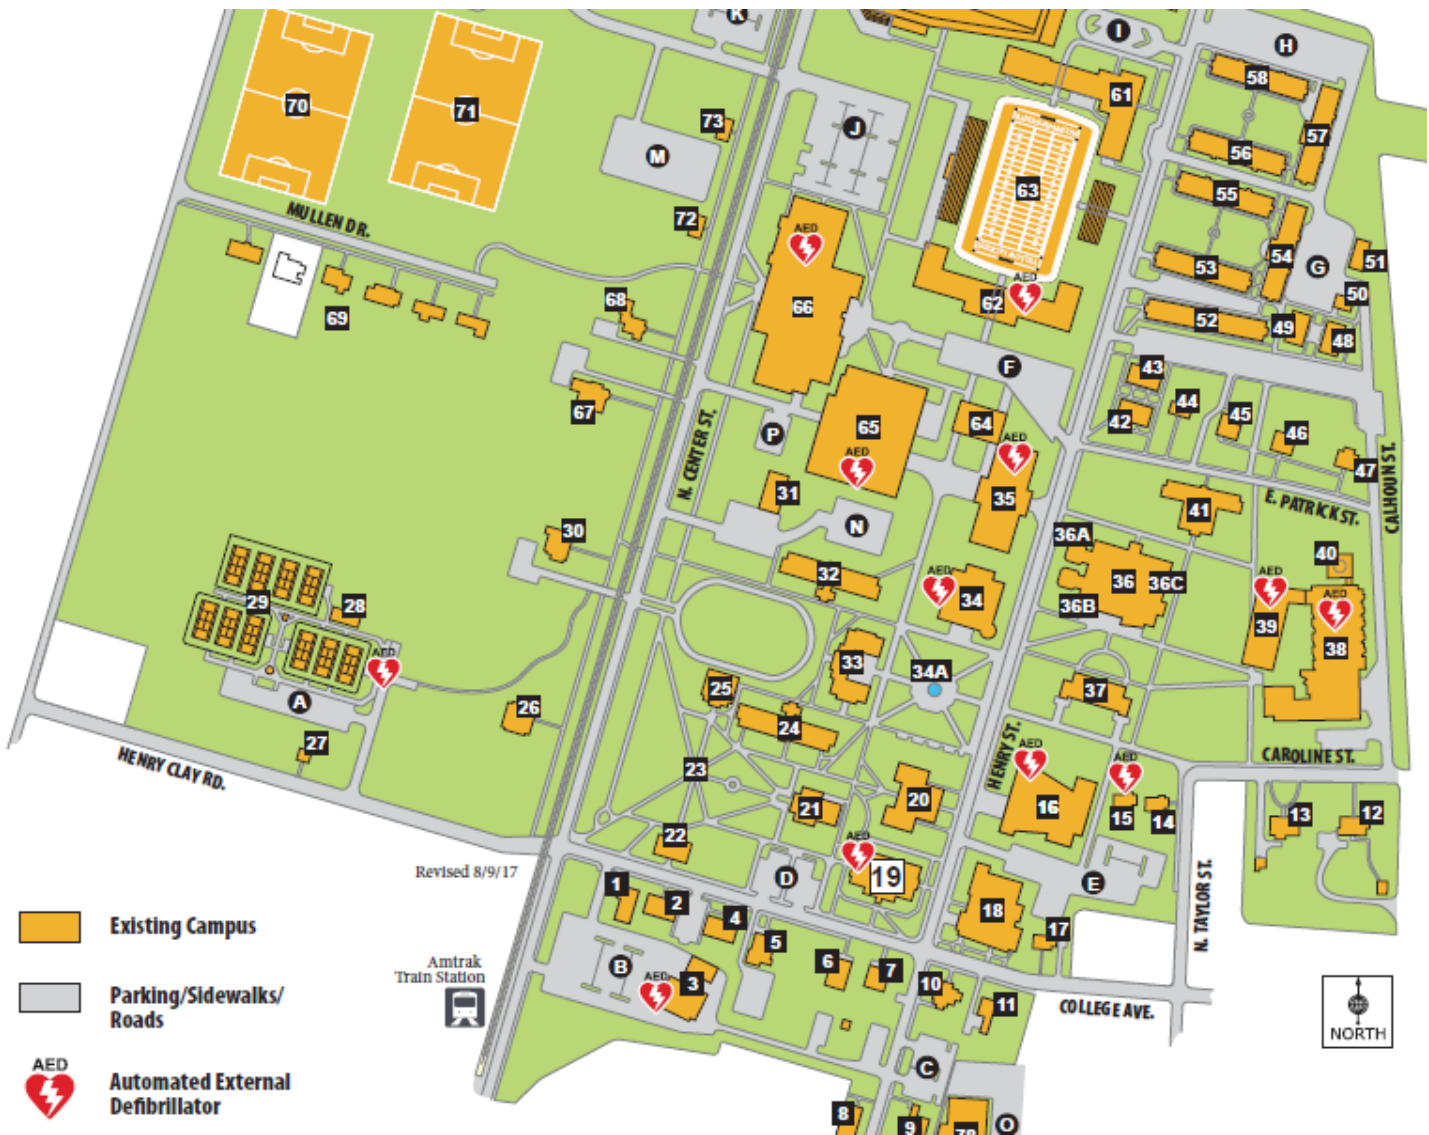 K
I
H
58
70
71
61
57
73
J
M
56
63
55
MULLEN DR.
72
AED
54
53
G
51
AED
50
68
66
62
69
52
49
48
F
43
67
44
42
45
64
65
P
46
AED
AED
47
N. CENTER ST.
CALHOUN ST.
31
35
E. PATRICK ST.
41
N
30
36A
40
32
AED
AED
36
36C
29
28
34
36B
AED
39
38
33
AED
34A
25
37
A
26
24
27
HENRY ST.
AED
AED
CAROLINE ST.
HENRY CLAY RD.
23
21
20
16
15
14
13
12
22
AED
Revised 8/9/17
D
19
1
E
2
N. TAYLOR ST.
18
4
17
Existing Campus
5
B
6
7
Amtrak
Train Station
AED
3
10
Parking/Sidewalks/
Roads
11
COLLEGE AVE.
NORTH
C
AED
Automated External
Defibrillator
8
9
O